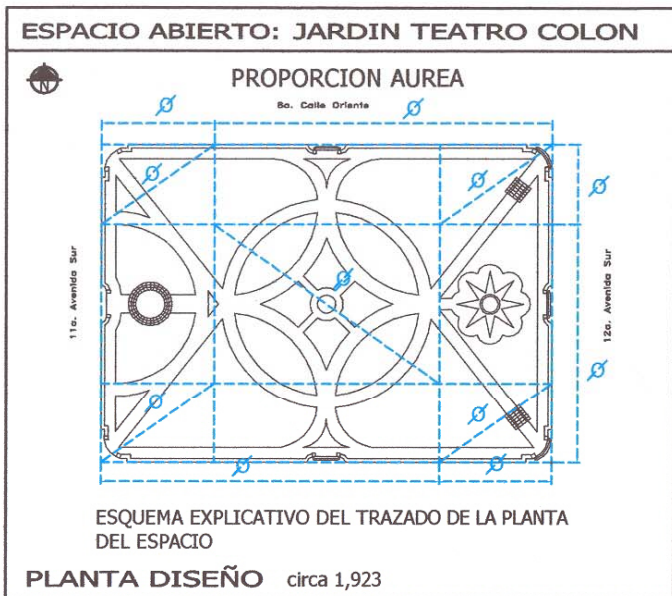 ESPACIO ABIERTO: JARDIN TEATRO COLON
N
PROPORCION AUREA
8a. Calle Oriente
Ø
Ø
Ø
Ø
Ø
Ø
11a. Avenida Sur
12a. Avenida Sur
Ø
Ø
Ø
Ø
Ø
ESQUEMA EXPLICATIVO DEL TRAZADO DE LA PLANTA
DEL ESPACIO
PLANTA DISEÑO circa 1,923